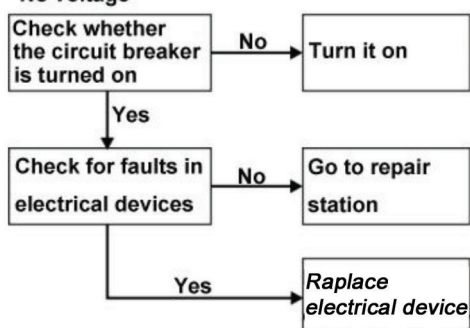 No voltage
Check whether
the circuit breaker
is turned on
No
Turn it on
Yes
Check for faults in
electrical devices
No
Go to repair
station
Yes
Raplace
electrical device